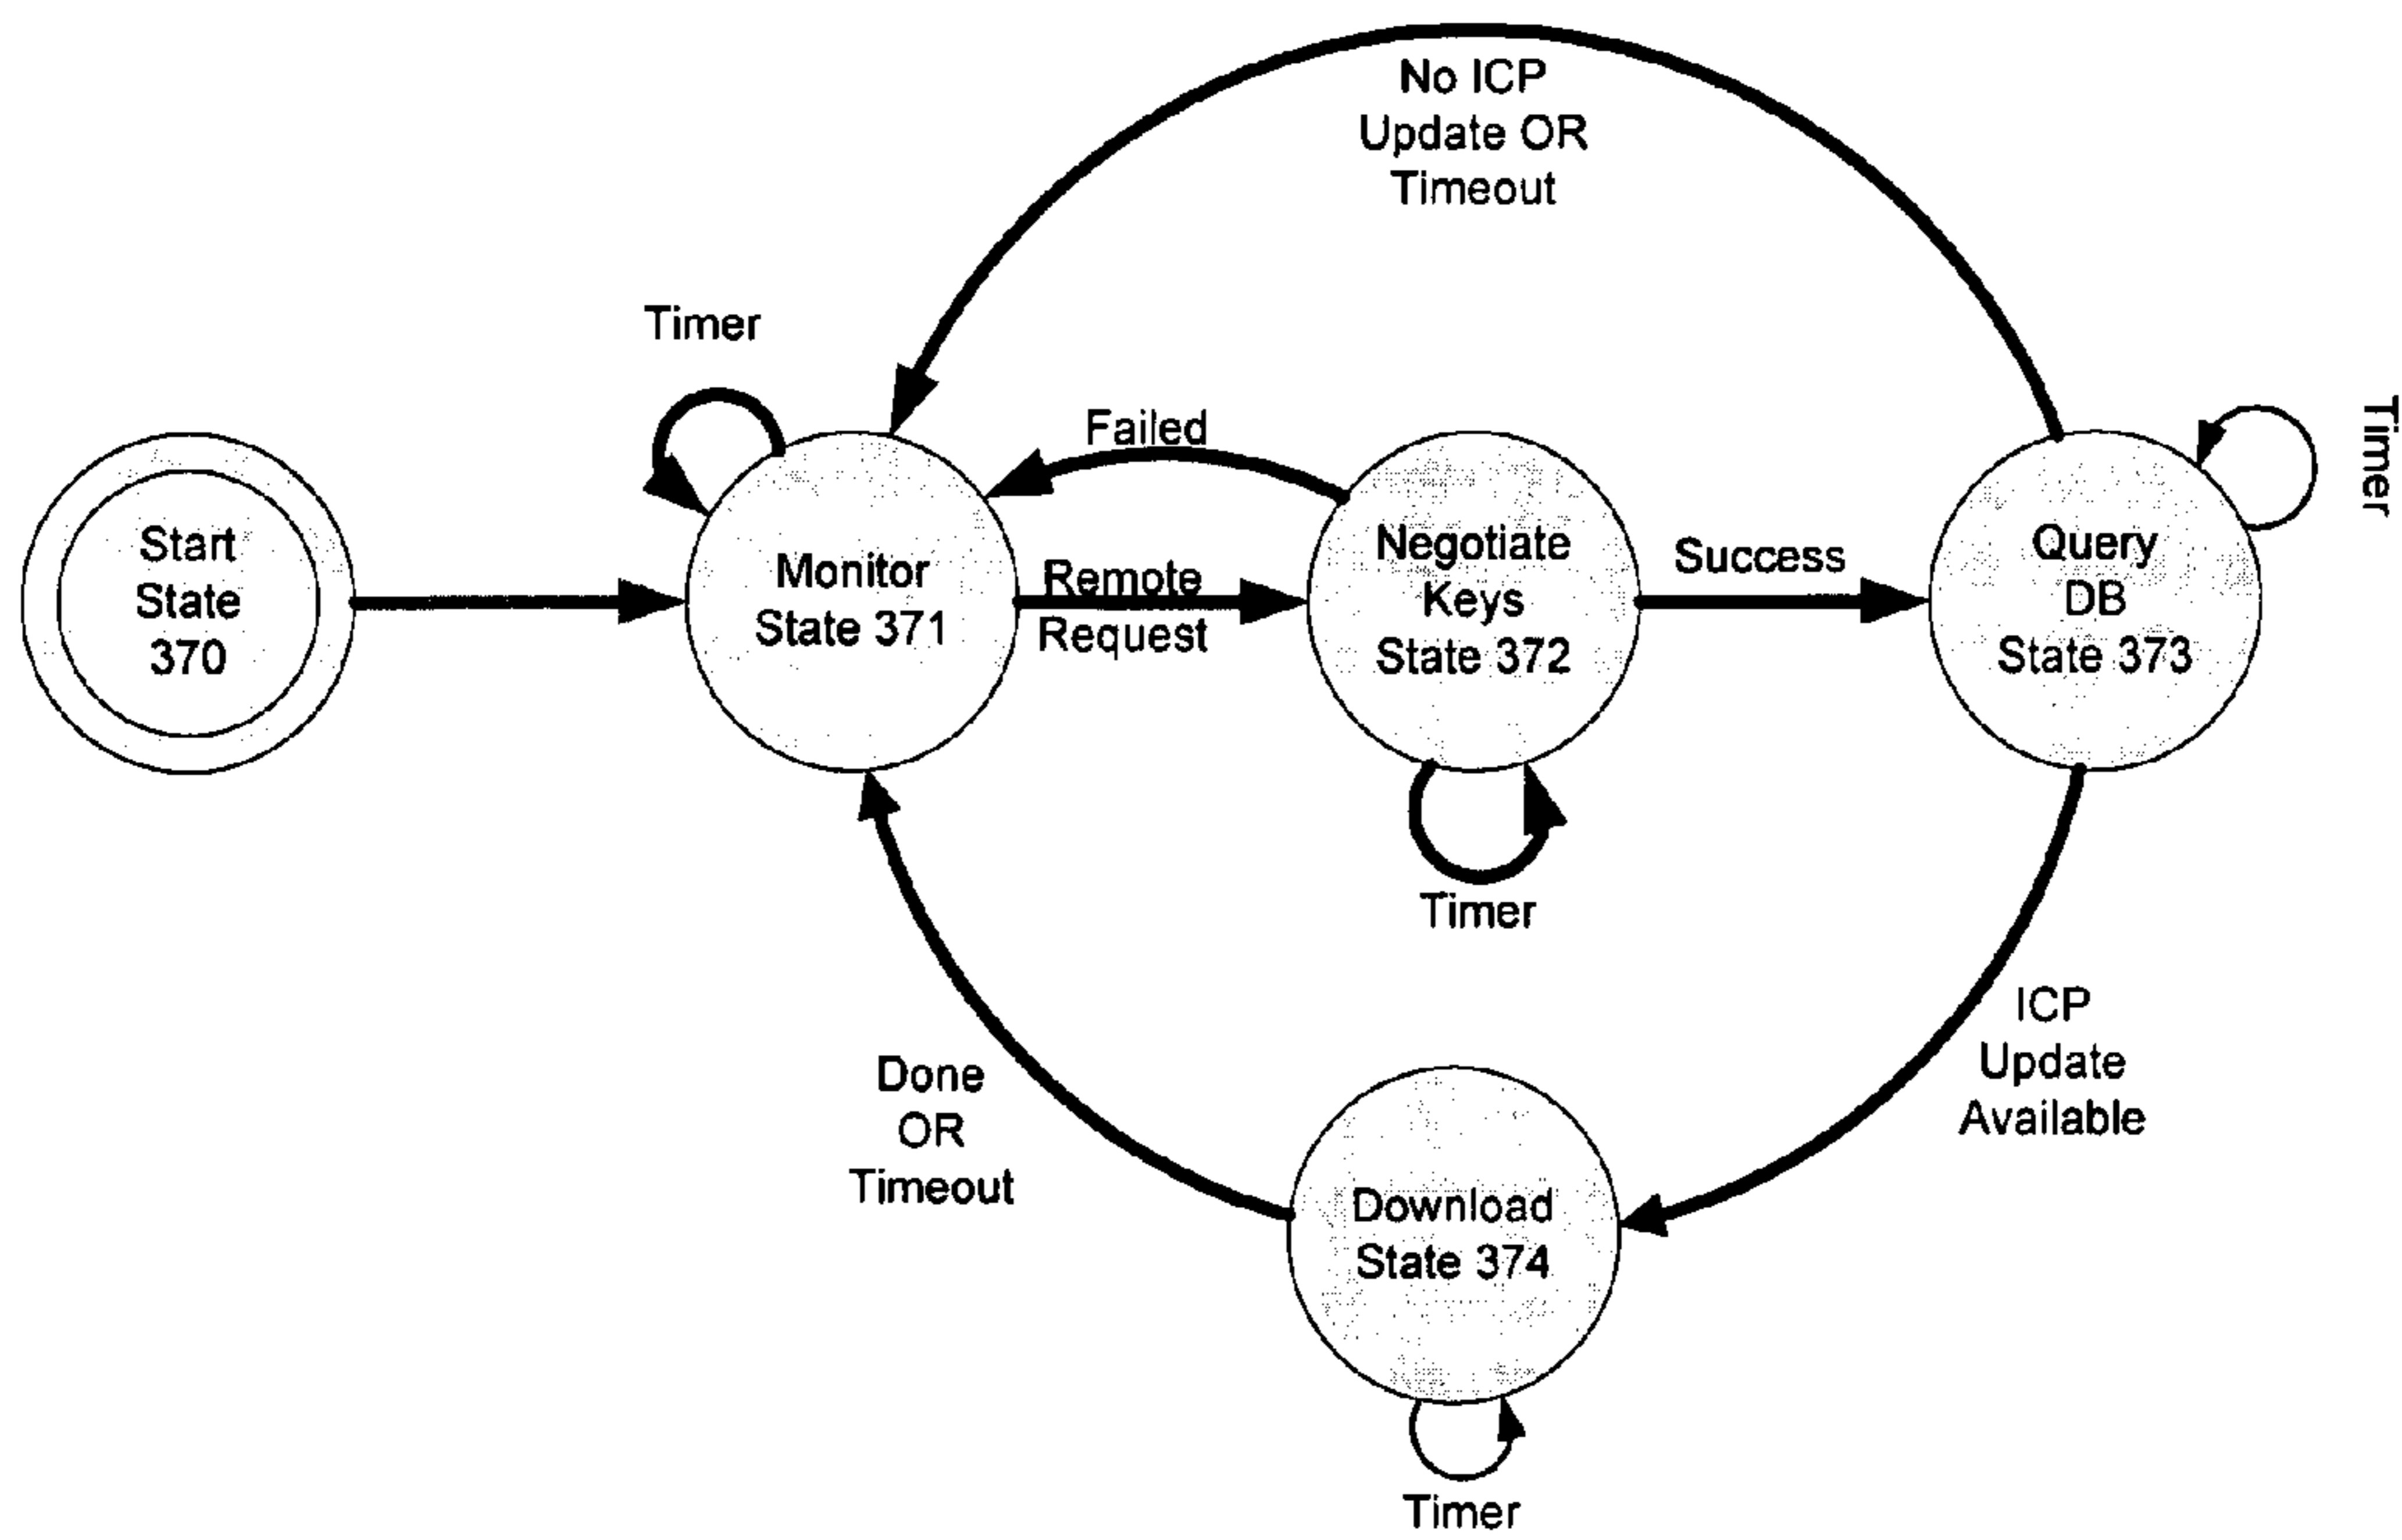 No ICP
Update OR
Timeout
Timer
Failed
Timer
Start
State
370
Monitor
State 371
Remote
Request
Negotiate
Keys
State 372
Success
Query
DB
State 373
Timer
ICP
Update
Available
Done
OR
Timeout
Download
State 374
Timer